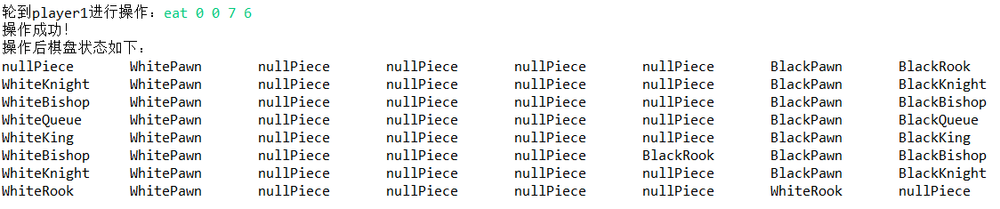 轮到player1进行操作：eat 0 0 7 6
操作成功！
操作后棋盘状态如下：
nullPiece WhitePawn nullPiece nullPiece nullPiece nullPiece BlackPawn BlackRook
WhiteKnight WhitePawn nullPiece nullPiece nullPiece nullPiece BlackPawn BlackKnight
WhiteBishop WhitePawn nullPiece nullPiece nullPiece nullPiece BlackPawn BlackBishop
WhiteQueue WhitePawn nullPiece nullPiece nullPiece nullPiece BlackPawn BlackQueue
WhiteKing WhitePawn nullPiece nullPiece nullPiece nullPiece BlackPawn BlackKing
WhiteBishop WhitePawn nullPiece nullPiece nullPiece BlackRook BlackPawn BlackBishop
WhiteKnight WhitePawn nullPiece nullPiece nullPiece nullPiece BlackPawn BlackKnight
WhiteRook WhitePawn nullPiece nullPiece nullPiece nullPiece WhiteRook nullPiece